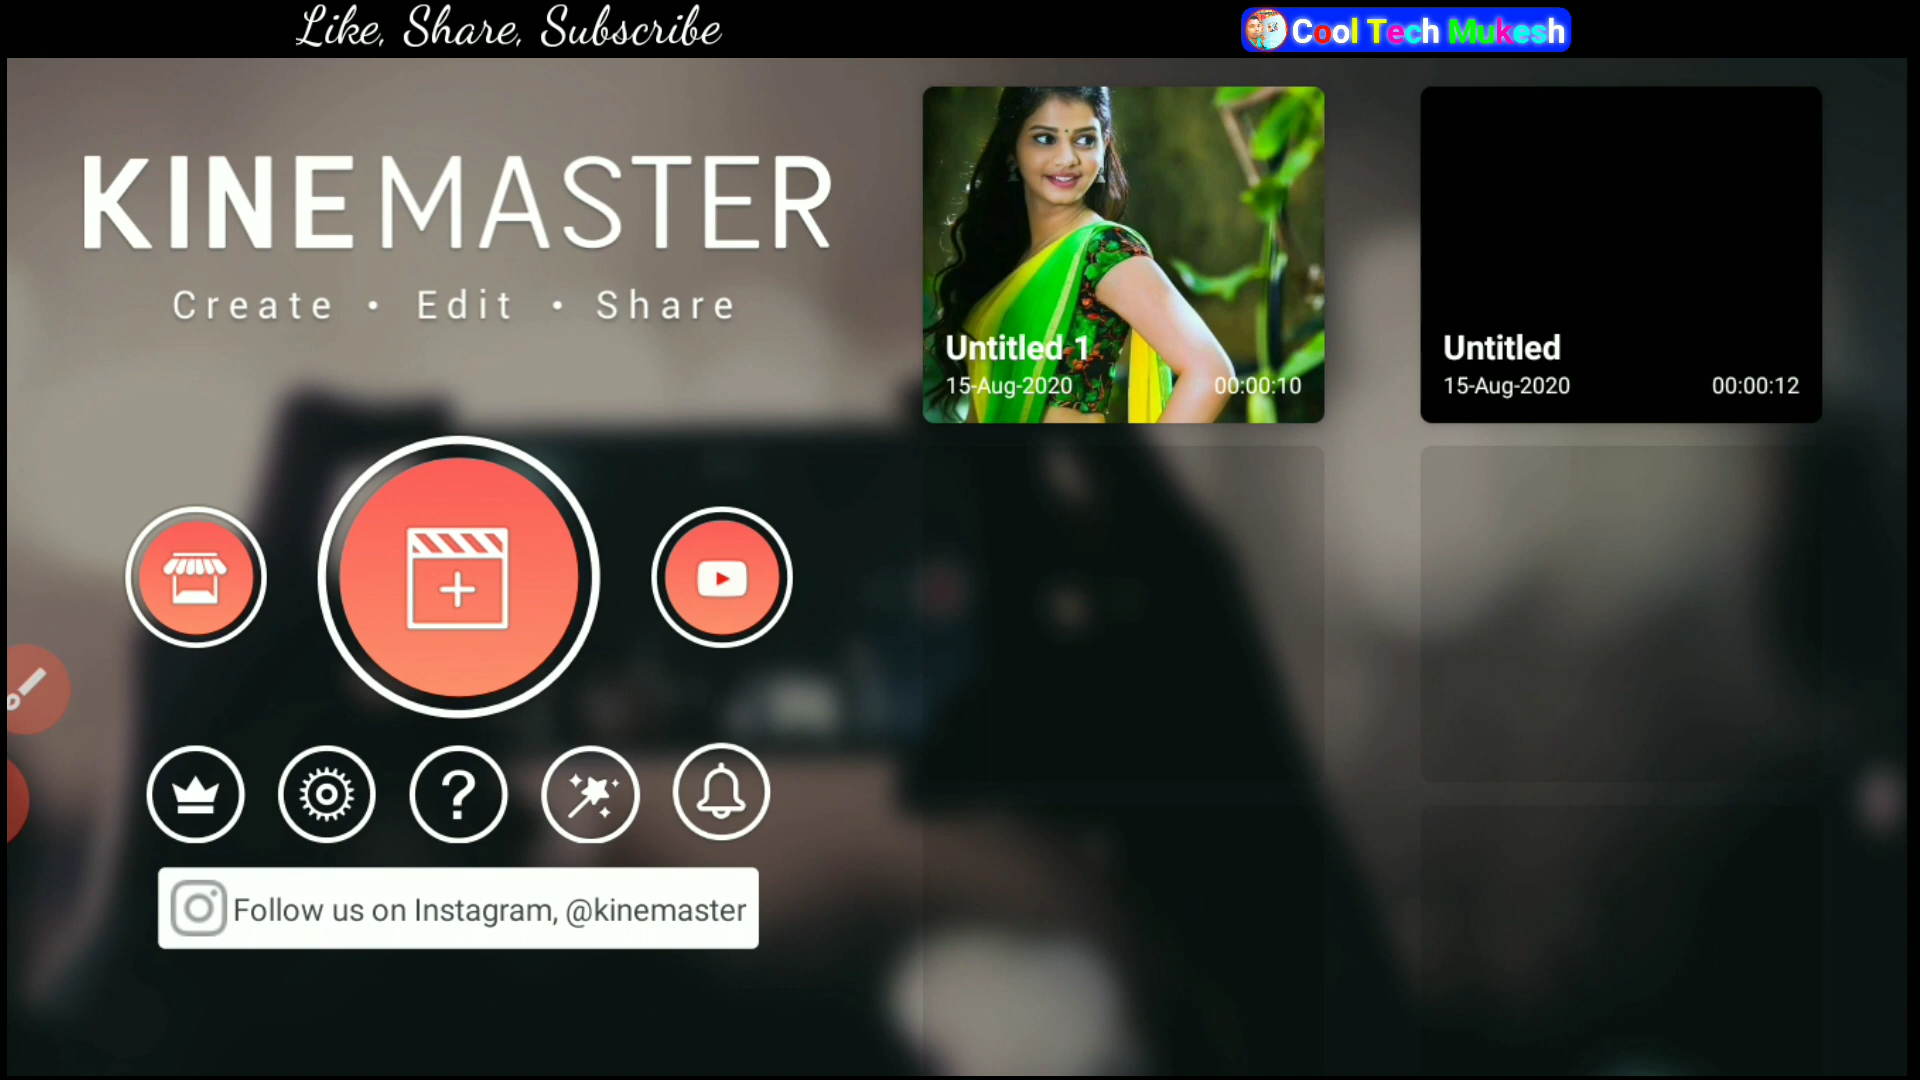 Like, Share, Subscribe
Cool Tech Mukesh
KINEMASTER
Create • Edit • Share
Untitled 1
15-Aug-2020 00:00:10
Untitled
15-Aug-2020 00:00:12
Follow us on Instagram, @kinemaster